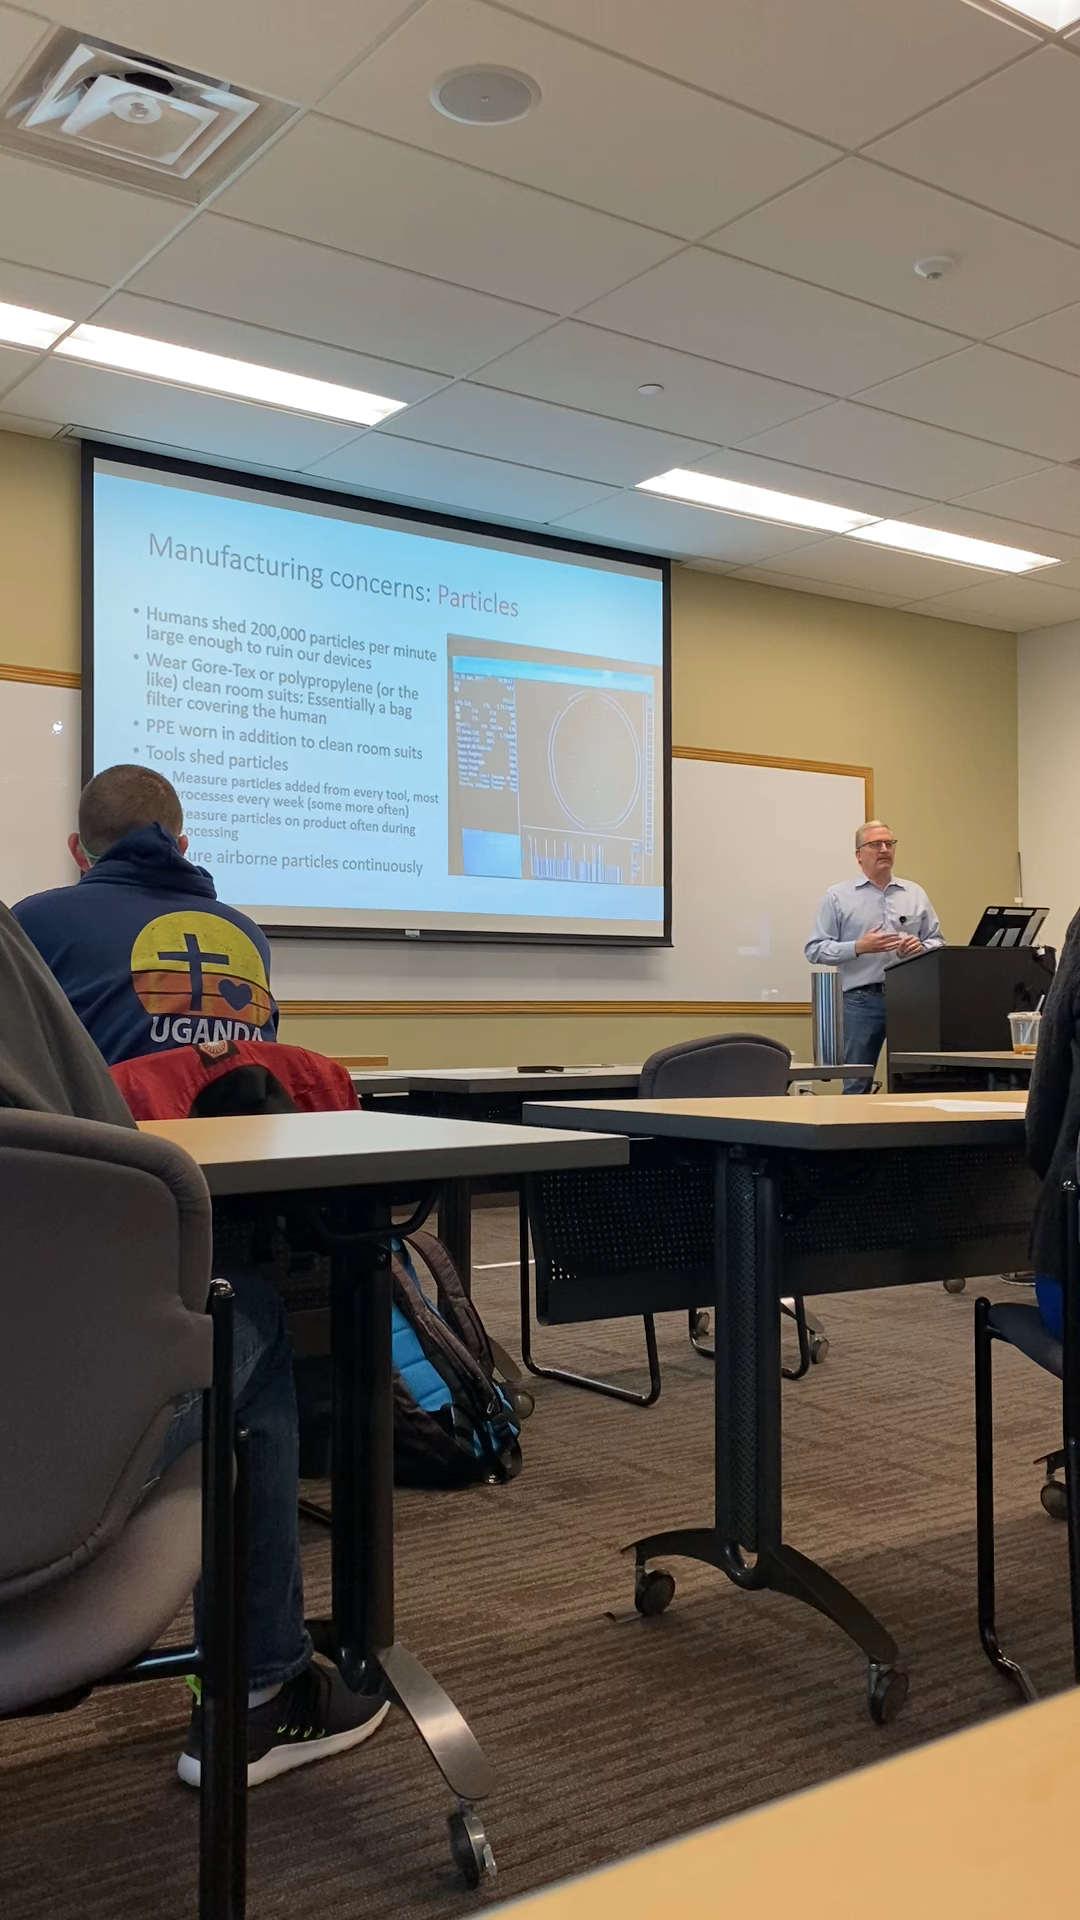 Manufacturing concerns: Particles
• Humans shed 200,000 particles per minute
large enough to ruin our devices
• Wear Gore-Tex or polypropylene (or the
like) clean room suits: Essentially a bag
filter covering the human
• PPE worn in addition to clean room suits
• Tools shed particles
Measure particles added from every tool, most
processes every week (some more often)
easure particles on product often during
ocessing
ure airborne particles continuously
UGANDA